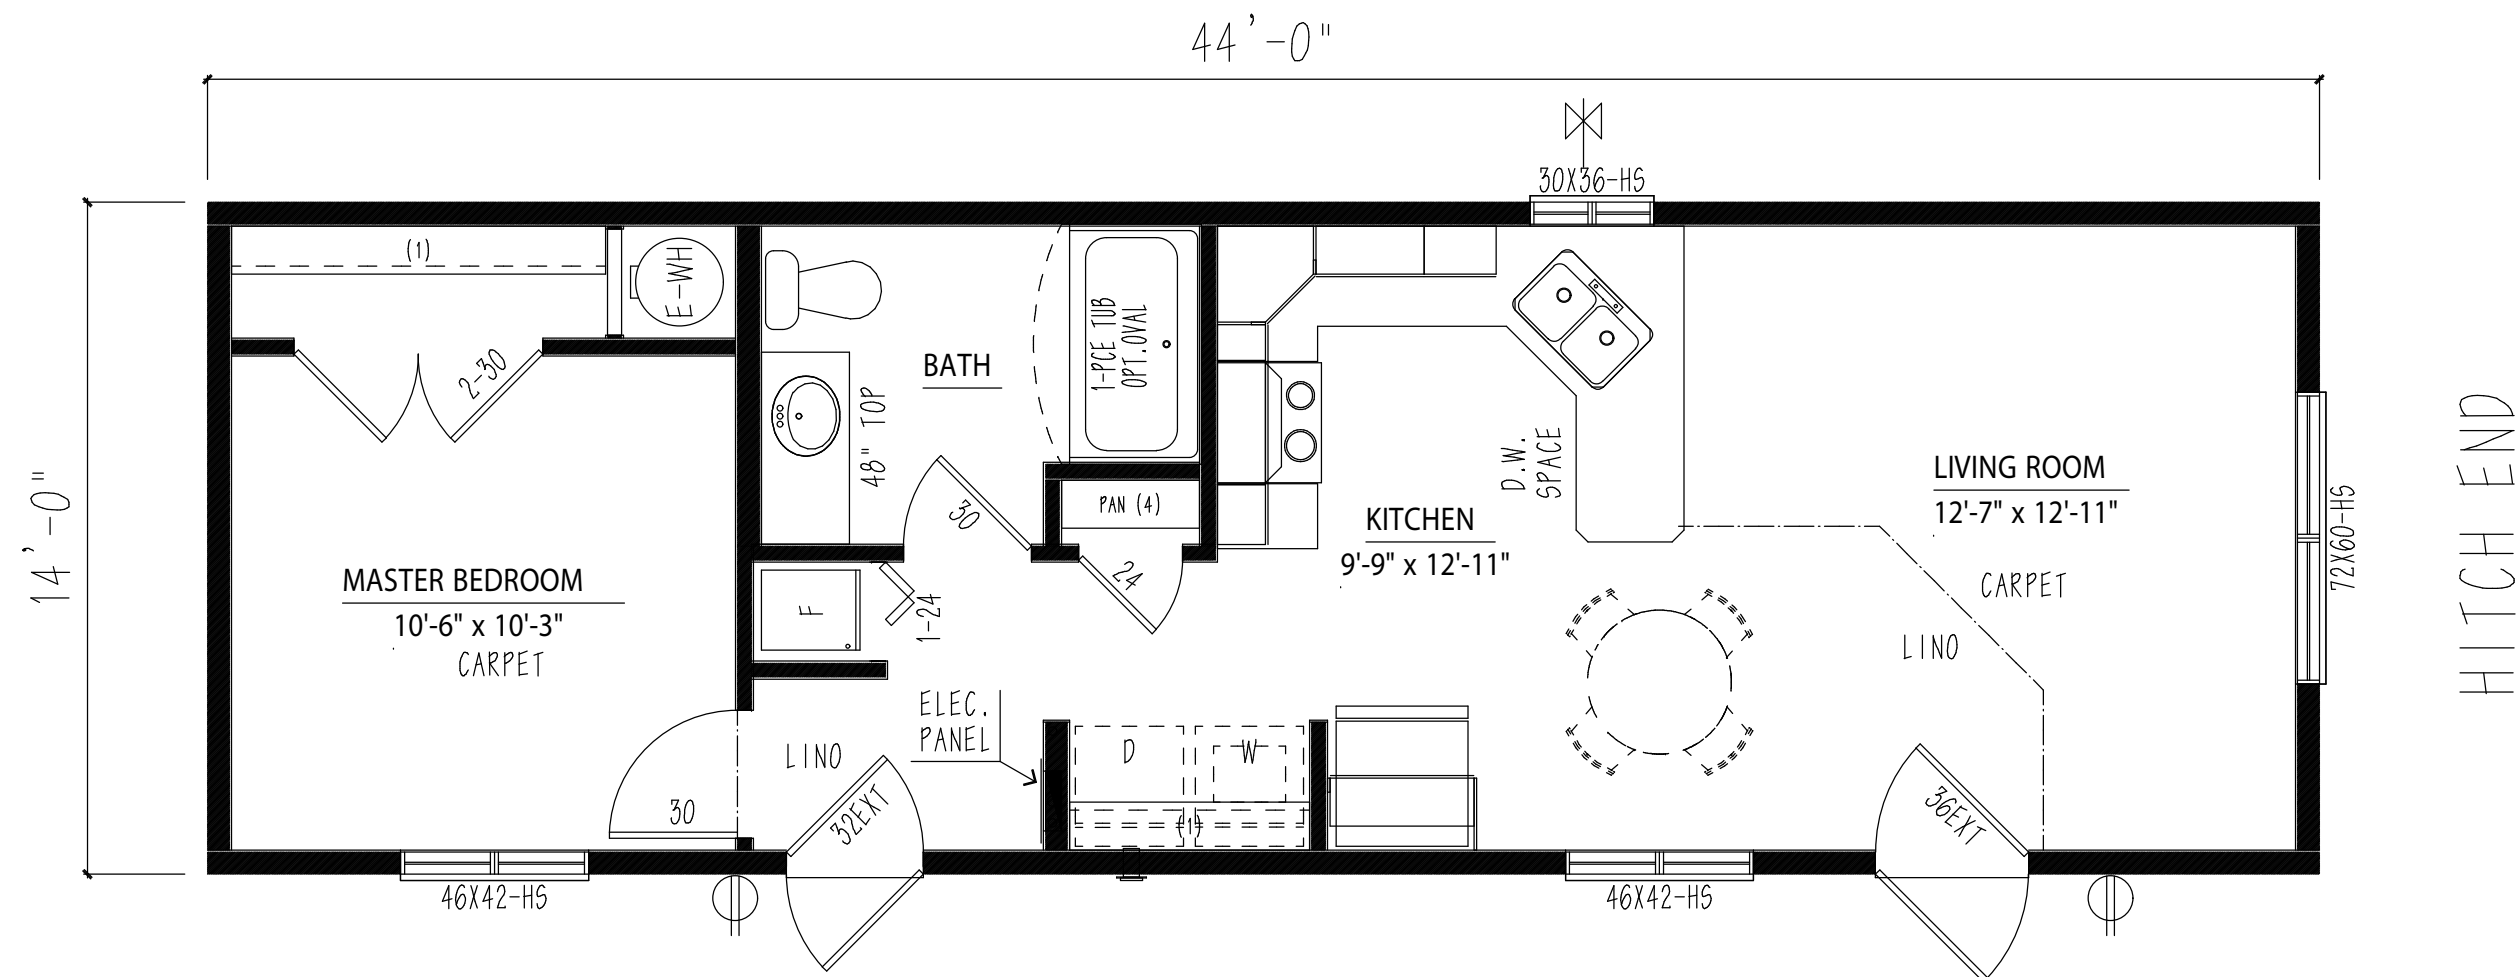 44'-0"
30X36-HS
(1)
E-WH
2-30
1-PCE TUB
OPT.OVAL
BATH
48" TOP
30
PAN (4)
24
D.W.
SPACE
KITCHEN
9'-9" x 12'-11"
LIVING ROOM
12'-7" x 12'-11"
CARPET
LINO
72X60-HS
HITCH END
14'-0"
MASTER BEDROOM
10'-6" x 10'-3"
CARPET
F
1-24
ELEC.
PANEL
LINO
D
W
(1)
30
32EXT
36EXT
46X42-HS
46X42-HS